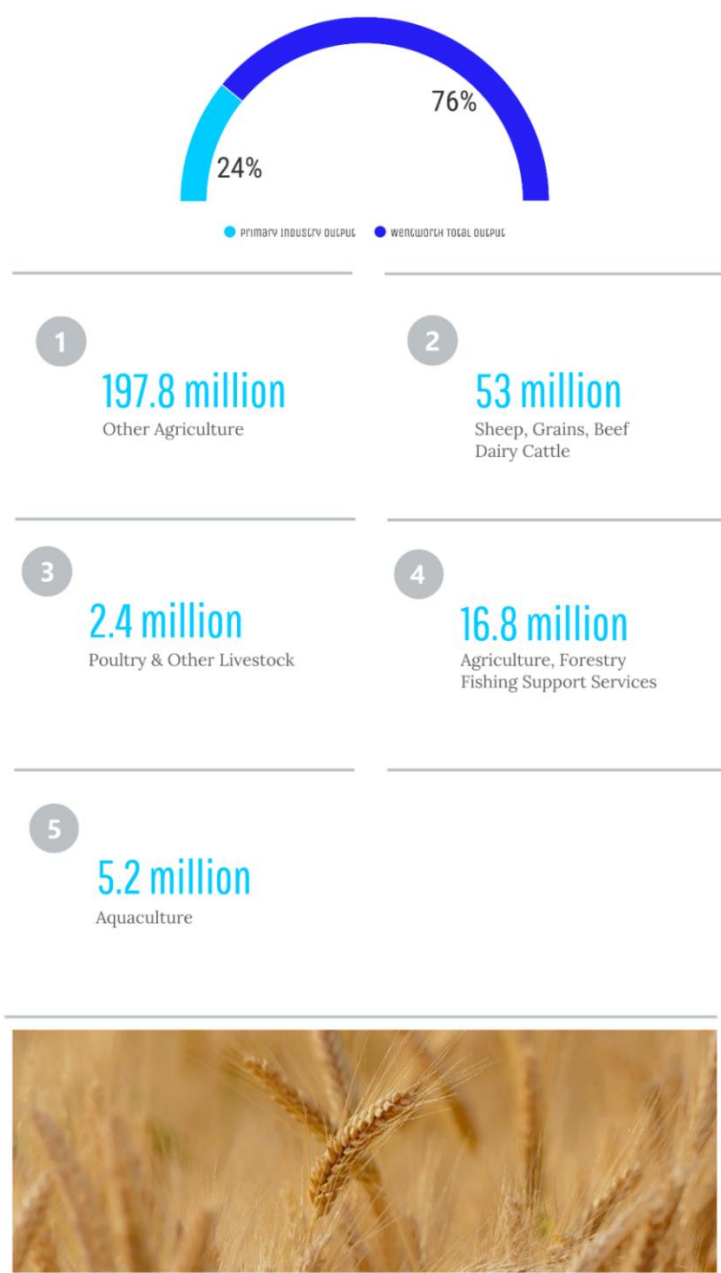 76%
24%
Primary Industry Output
Wentworth Total Output
1
197.8 million
Other Agriculture
2
53 million
Sheep, Grains, Beef
Dairy Cattle
3
2.4 million
Poultry & Other Livestock
4
16.8 million
Agriculture, Forestry
Fishing Support Services
5
5.2 million
Aquaculture